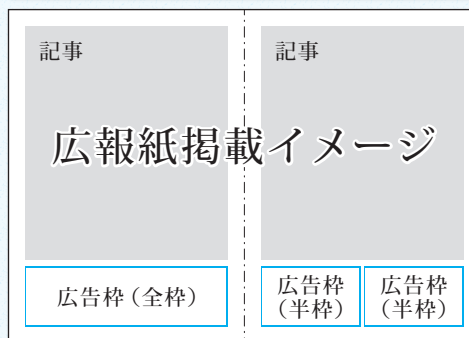 記事
記事
広報紙掲載イメージ
広告枠（全枠）
広告枠
（半枠）
広告枠
（半枠）